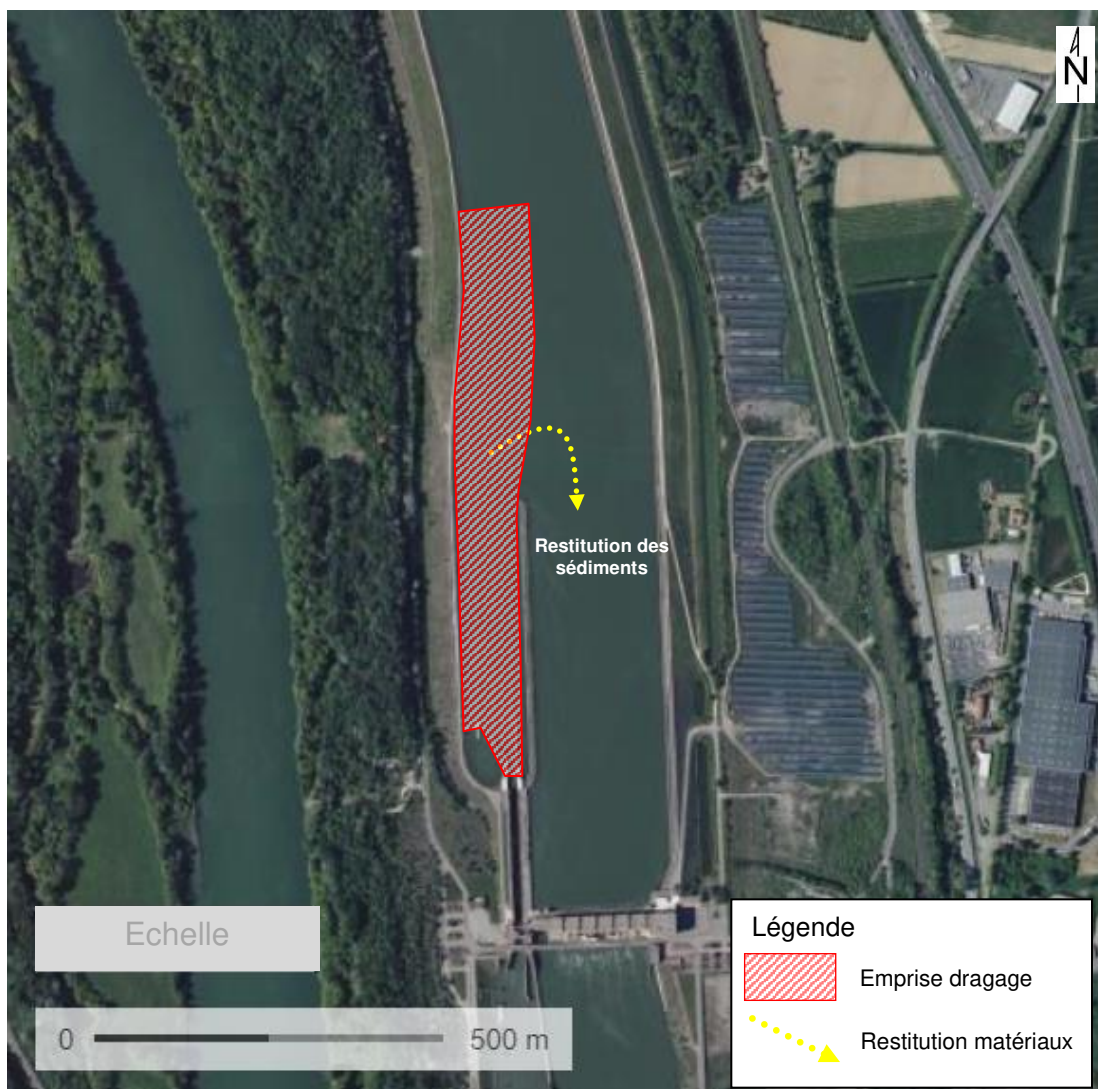 N
Restitution des
sédiments
Echelle
0 500 m
Légende
Emprise dragage
Restitution matériaux